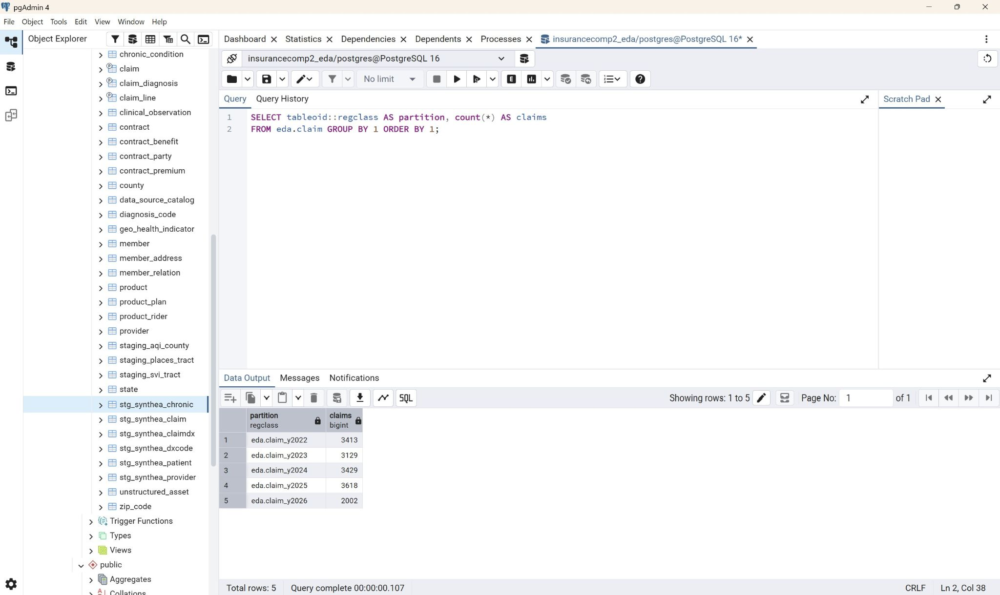 pgAdmin 4
File Object Tools Edit View Window Help
Object Explorer
chronic_condition
claim
claim_diagnosis
claim_line
clinical_observation
contract
contract_benefit
contract_party
contract_premium
county
data_source_catalog
diagnosis_code
geo_health_indicator
member
member_address
member_relation
product
product_plan
product_rider
provider
staging_aqi_county
staging_places_tract
staging_svi_tract
state
stg_synthea_chronic
stg_synthea_claim
stg_synthea_claimdx
stg_synthea_dxcode
stg_synthea_patient
stg_synthea_provider
unstructured_asset
zip_code
Trigger Functions
Types
Views
public
Aggregates
Collations
Dashboard Statistics Dependencies Dependents Processes insurancecomp2_eda/postgres@PostgreSQL 16*
insurancecomp2_eda/postgres@PostgreSQL 16
No limit E
Query Query History
Scratch Pad
1 SELECT tableoid::regclass AS partition, count(*) AS claims
2 FROM eda.claim GROUP BY 1 ORDER BY 1;
Data Output Messages Notifications
SQL Showing rows: 1 to 5 Page No: 1 of 1
partition claims
regclass bigint
1 eda.claim_y2022 3413
2 eda.claim_y2023 3129
3 eda.claim_y2024 3429
4 eda.claim_y2025 3618
5 eda.claim_y2026 2002
Total rows: 5 Query complete 00:00:00.107 CRLF Ln 2, Col 38